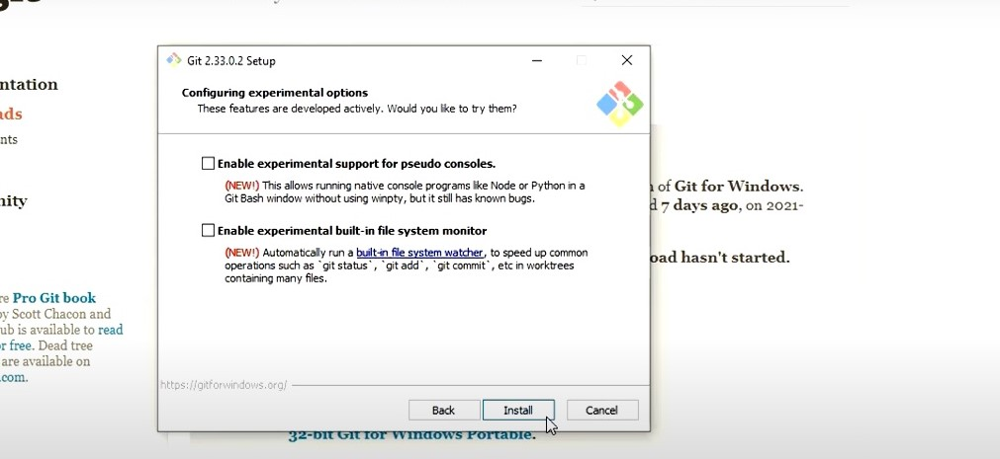 Git 2.33.0.2 Setup
Configuring experimental options
These features are developed actively. Would you like to try them?
Enable experimental support for pseudo consoles.
(NEW!) This allows running native console programs like Node or Python in a
Git Bash window without using winpty, but it still has known bugs.
Enable experimental built-in file system monitor
(NEW!) Automatically run a built-in file system watcher, to speed up common
operations such as `git status`, `git add`, `git commit`, etc in worktrees
containing many files.
https://gitforwindows.org/
Back
Install
Cancel
ntation
ads
nts
nity
re Pro Git book
by Scott Chacon and
ub is available to read
or free. Dead tree
are available on
.com.
n of Git for Windows.
d 7 days ago, on 2021-
oad hasn't started.
32-bit Git for Windows Portable.